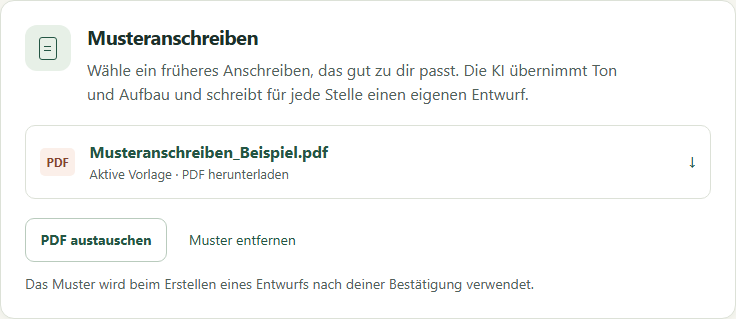 Musteranschreiben
Wähle ein früheres Anschreiben, das gut zu dir passt. Die KI übernimmt Ton
und Aufbau und schreibt für jede Stelle einen eigenen Entwurf.
PDF
Musteranschreiben_Beispiel.pdf
Aktive Vorlage · PDF herunterladen
↓
PDF austauschen
Muster entfernen
Das Muster wird beim Erstellen eines Entwurfs nach deiner Bestätigung verwendet.